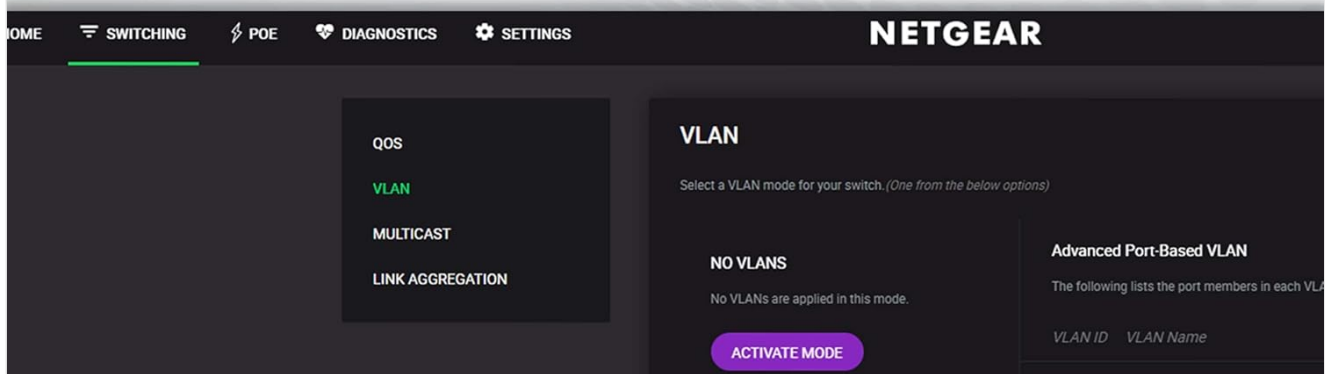 SWITCHING
POE
DIAGNOSTICS
SETTINGS
NETGEAR
QOS
VLAN
MULTICAST
LINK AGGREGATION
VLAN
Select a VLAN mode for your switch.(One from the below options)
NO VLANS
No VLANs are applied in this mode.
ACTIVATE MODE
Advanced Port-Based VLAN
The following lists the port members in each
VLAN ID VLAN Name